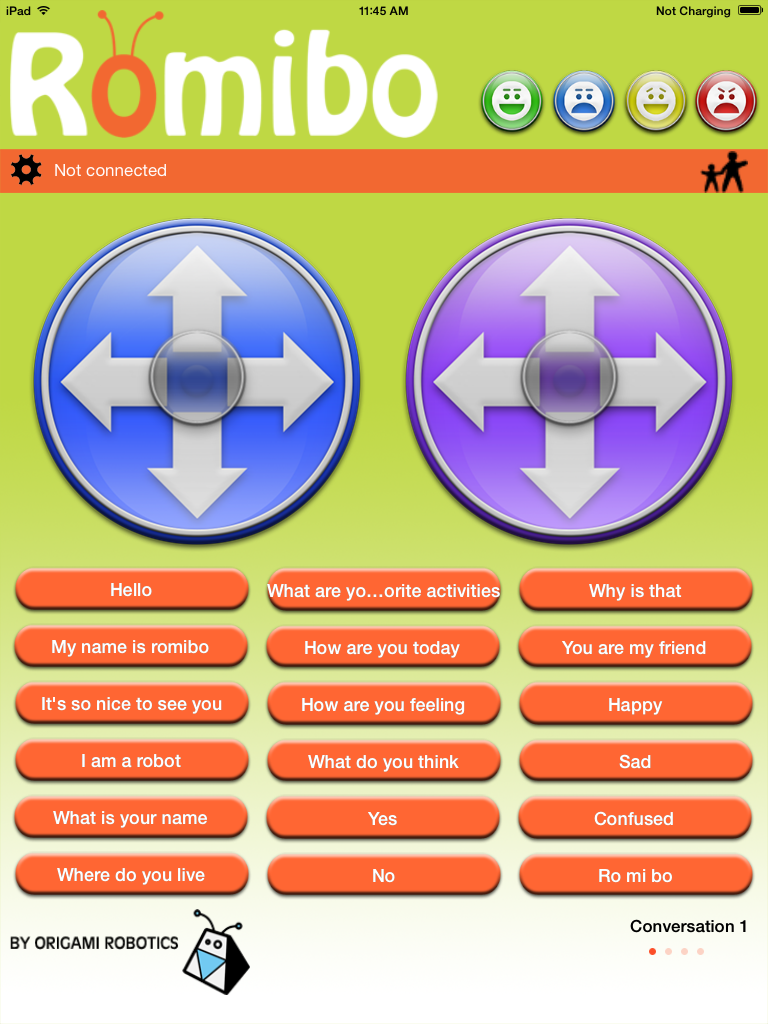 iPad 11:45 AM Not Charging
Romibo
Not connected
Hello What are yo...orite activities Why is that
My name is romibo How are you today You are my friend
It's so nice to see you How are you feeling Happy
I am a robot What do you think Sad
What is your name Yes Confused
Where do you live No Ro mi bo
BY ORIGAMI ROBOTICS Conversation 1